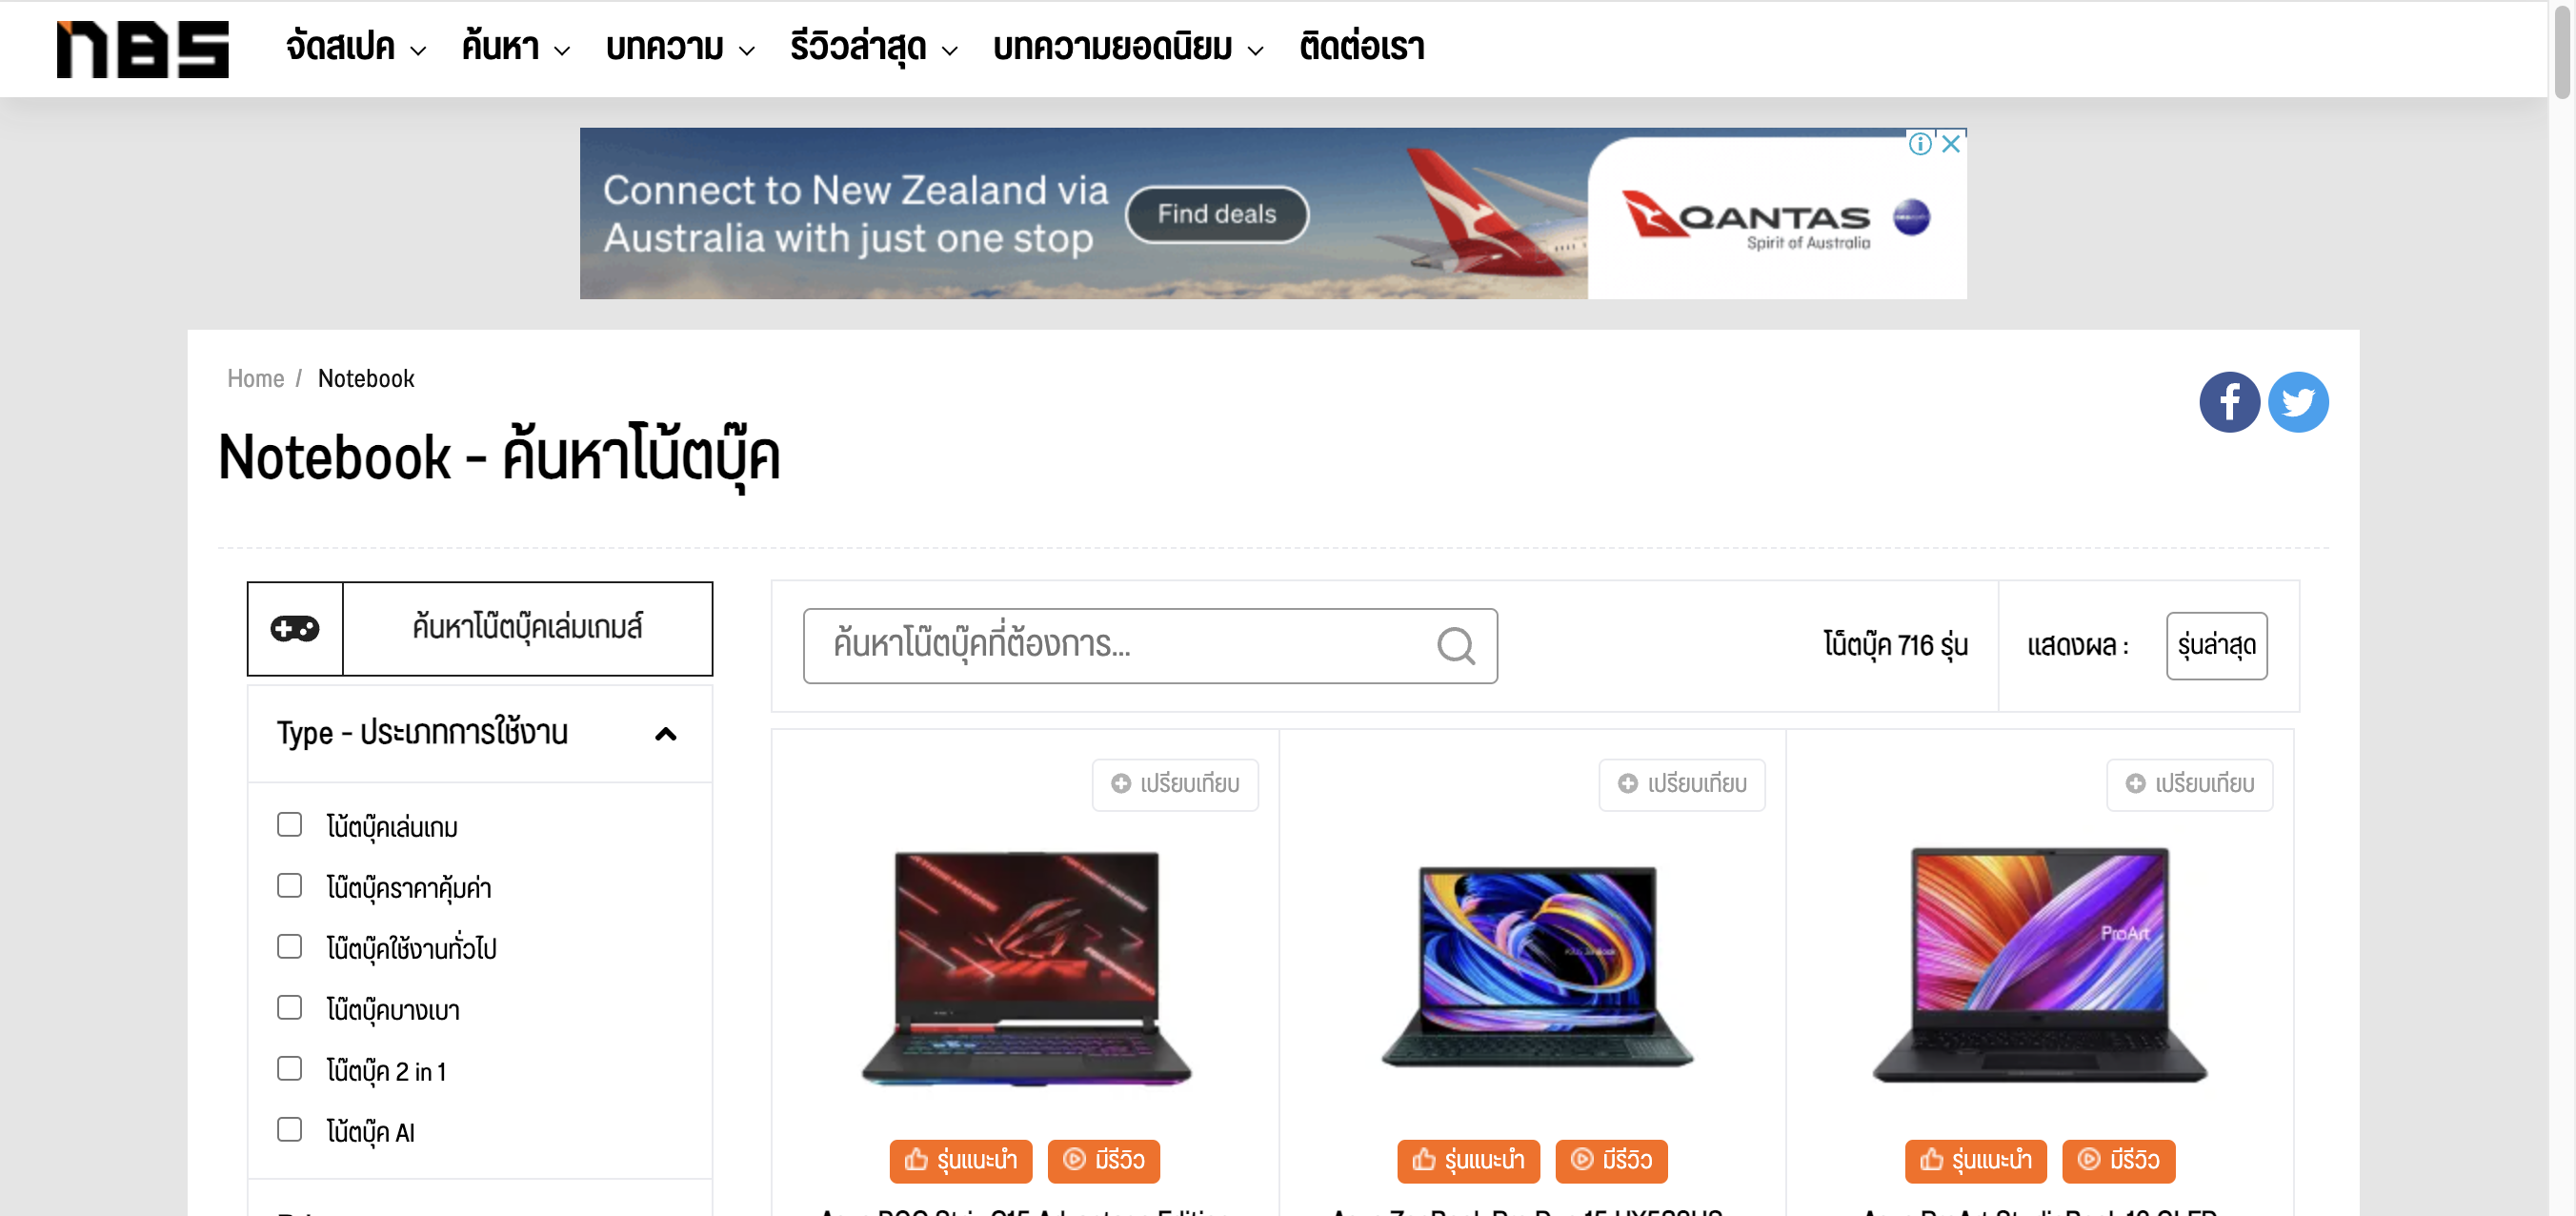 n85
จัดสเปค
ค้นหา
บทความ
รีวิวล่าสุด
บทความยอดนิยม
ติดต่อเรา
Connect to New Zealand via
Australia with just one stop
Find deals
QANTAS
Spirit of Australia
Home / Notebook
Notebook - ค้นหาโน้ตบุ๊ค
ค้นหาโน๊ตบุ๊คเล่มเกมส์
ค้นหาโน๊ตบุ๊คที่ต้องการ...
โน็ตบุ๊ค 716 รุ่น
แสดงผล :
รุ่นล่าสุด
Type - ประเภทการใช้งาน
โน้ตบุ๊คเล่นเกม
โน๊ตบุ๊คราคาคุ้มค่า
โน๊ตบุ๊คใช้งานทั่วไป
โน๊ตบุ๊คบางเบา
โน๊ตบุ๊ค 2 in 1
โน้ตบุ๊ค AI
เปรียบเทียบ
เปรียบเทียบ
เปรียบเทียบ
ProArt
รุ่นแนะนำ มีรีวิว
รุ่นแนะนำ มีรีวิว
รุ่นแนะนำ มีรีวิว